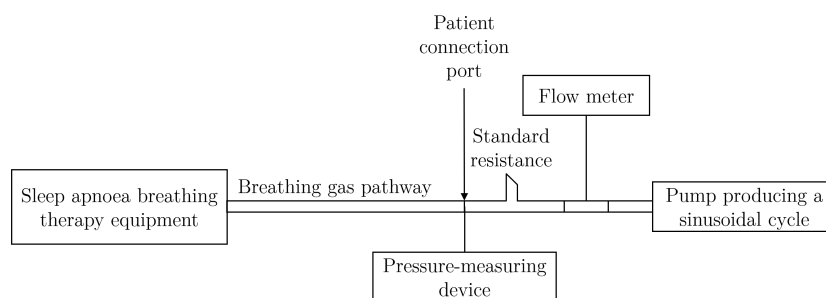 Patient
connection
port
Flow meter
Standard
resistance
Sleep apnoea breathing
therapy equipment
Breathing gas pathway
Pump producing a
sinusoidal cycle
Pressure-measuring
device